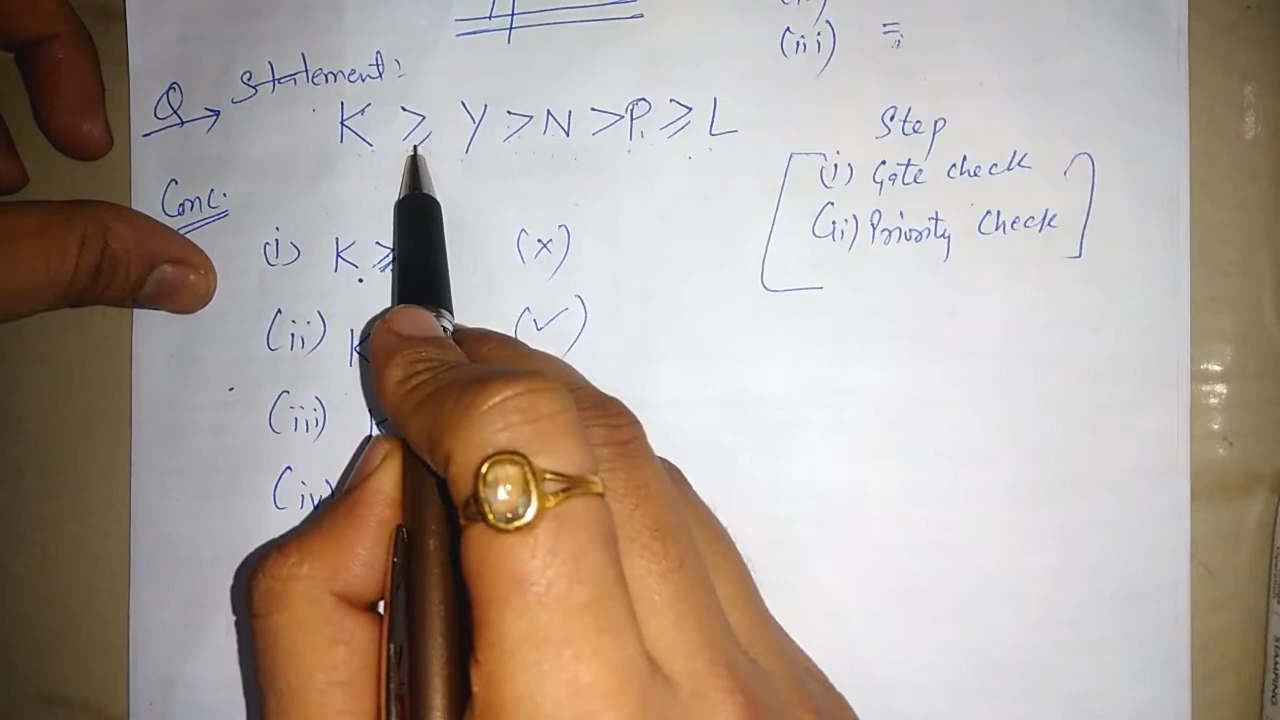 (iii) =
Q → Statement:
K ≥ Y > N > P ≥ L
Conc.
(i) K ≥ (×)
(ii) K (✓)
(iii) K
(iv)
Step
(i) Gate check
(ii) Priority check